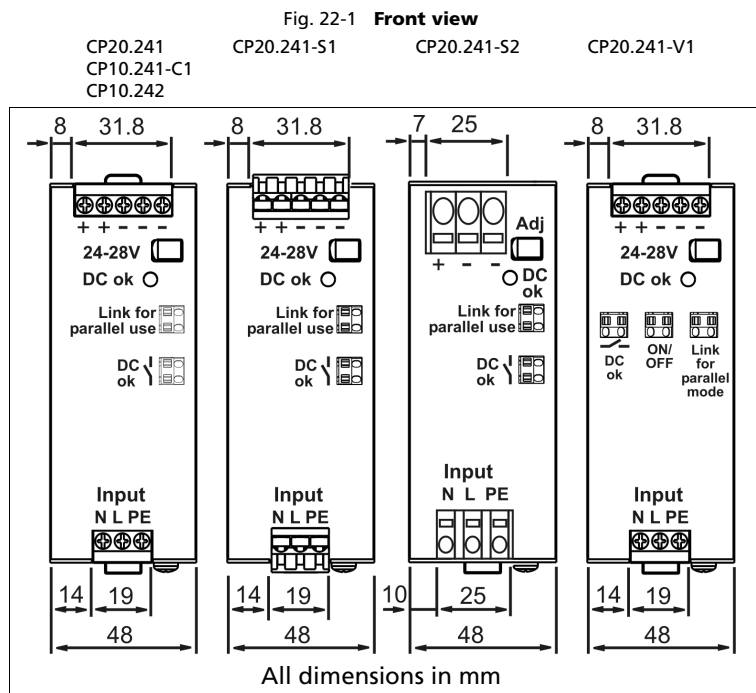 Fig. 22-1 Front view
CP20.241
CP10.241-C1
CP10.242
CP20.241-S1
CP20.241-S2
CP20.241-V1
8 31.8
+ + - - -
24-28V
DC ok
Link for
parallel use
DC
ok
Input
N L PE
14 19
48
8 31.8
+ + - - -
24-28V
DC ok
Link for
parallel use
DC
ok
Input
N L PE
14 19
48
7 25
Adj
+ - -
DC
ok
Link for
parallel use
DC
ok
Input
N L PE
10 25
48
8 31.8
+ + - - -
24-28V
DC ok
DC
ok
ON/
OFF
Link
for
parallel
mode
Input
N L PE
14 19
48
All dimensions in mm